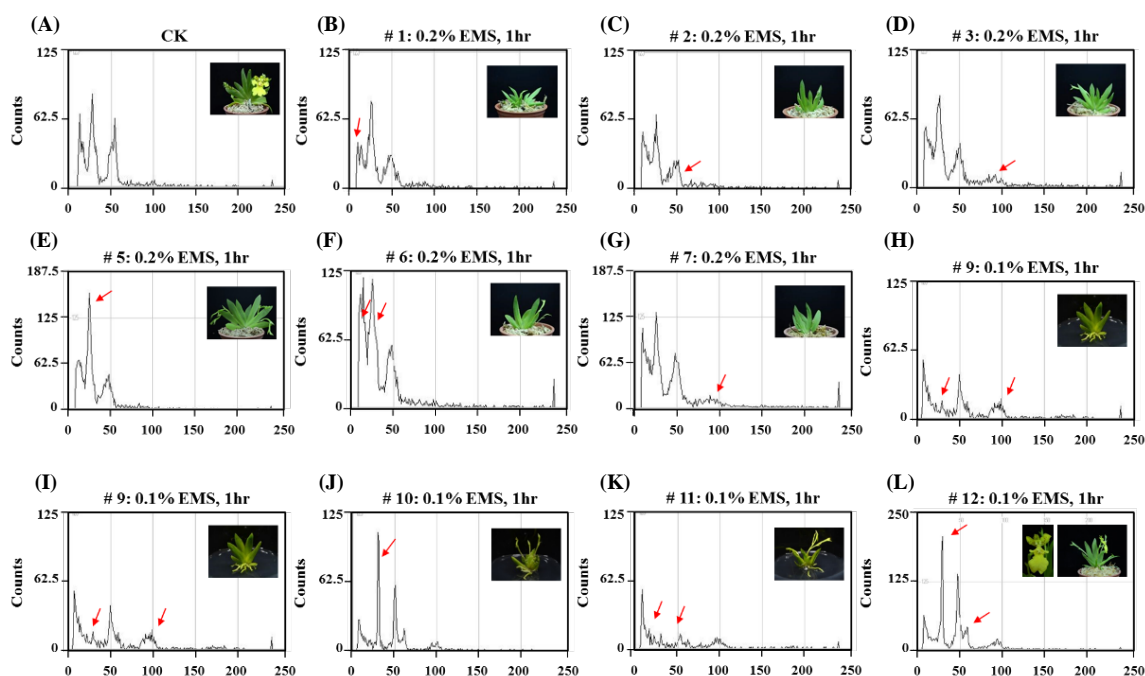 (A) CK
(B) # 1: 0.2% EMS, 1hr
(C) # 2: 0.2% EMS, 1hr
(D) # 3: 0.2% EMS, 1hr
Counts
125
62.5
0
0 50 100 150 200 250
Counts
125
62.5
0
0 50 100 150 200 250
Counts
125
62.5
0
0 50 100 150 200 250
Counts
125
62.5
0
0 50 100 150 200 250
(E) # 5: 0.2% EMS, 1hr
(F) # 6: 0.2% EMS, 1hr
(G) # 7: 0.2% EMS, 1hr
(H) # 9: 0.1% EMS, 1hr
Counts
187.5
125
62.5
0
0 50 100 150 200 250
Counts
125
62.5
0
0 50 100 150 200 250
Counts
187.5
125
62.5
0
0 50 100 150 200 250
Counts
125
62.5
0
0 50 100 150 200 250
(I) # 9: 0.1% EMS, 1hr
(J) # 10: 0.1% EMS, 1hr
(K) # 11: 0.1% EMS, 1hr
(L) # 12: 0.1% EMS, 1hr
Counts
125
62.5
0
0 50 100 150 200 250
Counts
125
62.5
0
0 50 100 150 200 250
Counts
125
62.5
0
0 50 100 150 200 250
Counts
250
125
0
0 50 100 150 200 250